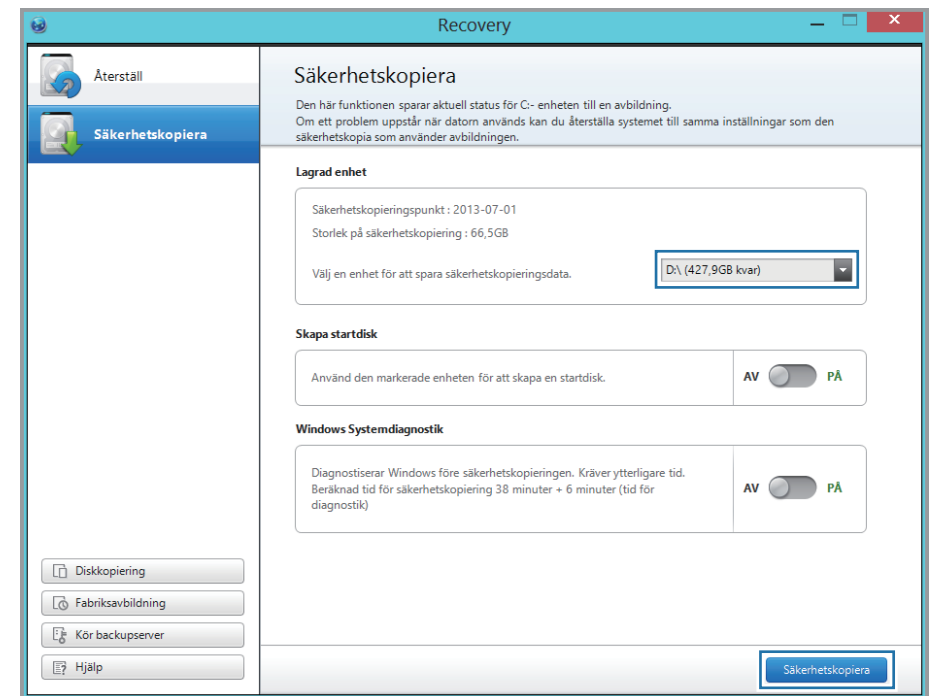 Recovery
Återställ
Säkerhetskopiera
Säkerhetskopiera
Den här funktionen sparar aktuell status för C:- enheten till en avbildning.
Om ett problem uppstår när datorn används kan du återställa systemet till samma inställningar som den
säkerhetskopia som använder avbildningen.
Lagrad enhet
Säkerhetskopieringspunkt : 2013-07-01
Storlek på säkerhetskopiering : 66,5GB
Välj en enhet för att spara säkerhetskopieringsdata.
D:\ (427,9GB kvar)
Skapa startdisk
Använd den markerade enheten för att skapa en startdisk.
AV PÅ
Windows Systemdiagnostik
Diagnostiserar Windows före säkerhetskopieringen. Kräver ytterligare tid.
Beräknad tid för säkerhetskopiering 38 minuter + 6 minuter (tid för
diagnostik)
AV PÅ
Diskkopiering
Fabriksavbildning
Kör backupserver
Hjälp
Säkerhetskopiera